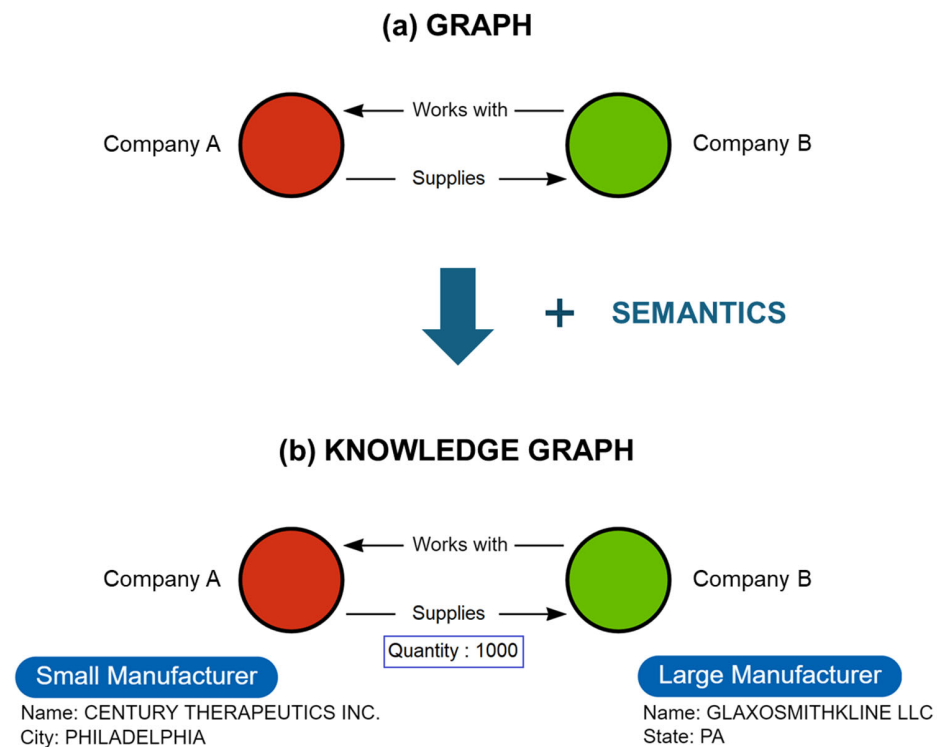 (a) GRAPH
Works with
Company A
Company B
Supplies
+ SEMANTICS
(b) KNOWLEDGE GRAPH
Works with
Company A
Company B
Supplies
Quantity : 1000
Small Manufacturer
Name: CENTURY THERAPEUTICS INC.
City: PHILADELPHIA
Large Manufacturer
Name: GLAXOSMITHKLINE LLC
State: PA